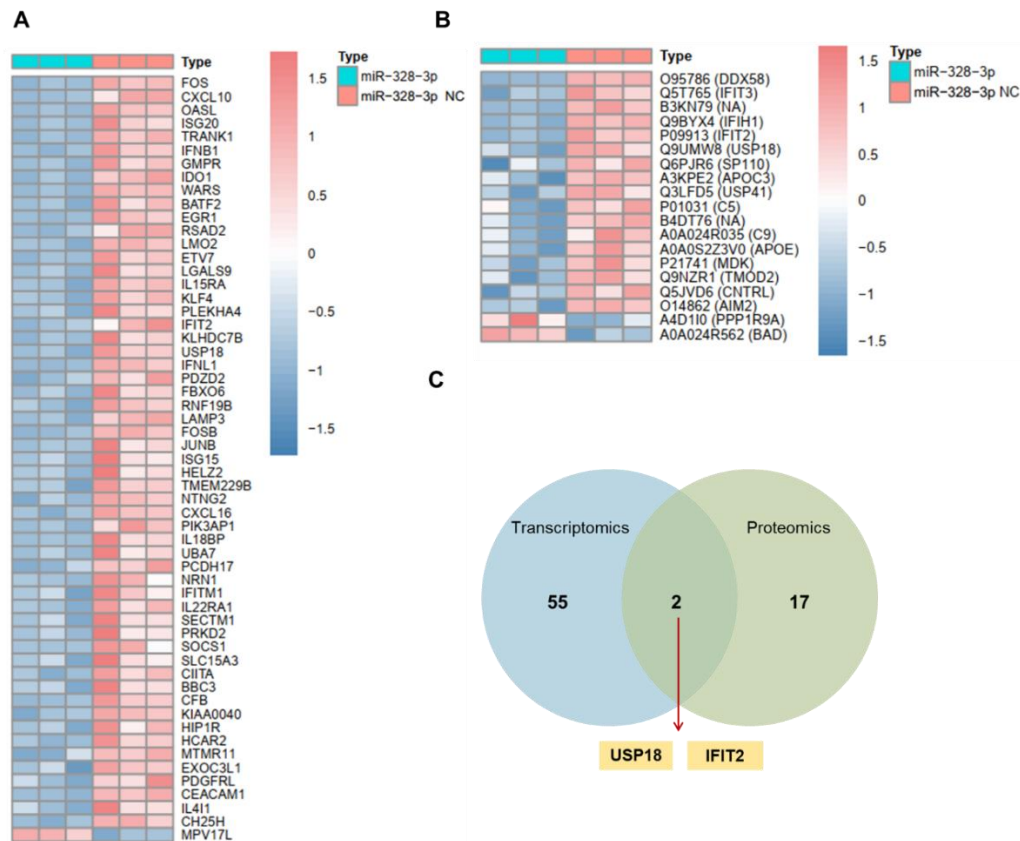 A
Type
FOS
CXCL10
OASL
ISG20
TRANK1
IFNB1
GMPR
IDO1
WARS
BATF2
EGR1
RSAD2
LMO2
ETV7
LGALS9
IL15RA
KLF4
PLEKHA4
IFIT2
KLHDC7B
USP18
IFNL1
PDZD2
FBXO6
RNF19B
LAMP3
FOSB
JUNB
ISG15
HELZ2
TMEM229B
NTNG2
CXCL16
PIK3AP1
IL18BP
UBA7
PCDH17
NRN1
IFITM1
IL22RA1
SECTM1
PRKD2
SOCS1
SLC15A3
CIITA
BBC3
CFB
KIAA0040
HIP1R
HCAR2
MTMR11
EXOC3L1
PDGFRL
CEACAM1
IL4I1
CH25H
MPV17L
1.5
1
0.5
0
−0.5
−1
−1.5
Type
miR−328−3p
miR−328−3p NC
B
Type
O95786 (DDX58)
Q5T765 (IFIT3)
B3KN79 (NA)
Q9BYX4 (IFIH1)
P09913 (IFIT2)
Q9UMW8 (USP18)
Q6PJR6 (SP110)
A3KPE2 (APOC3)
Q3LFD5 (USP41)
P01031 (C5)
B4DT76 (NA)
A0A024R035 (C9)
A0A0S2Z3V0 (APOE)
P21741 (MDK)
Q9NZR1 (TMOD2)
Q5JVD6 (CNTRL)
O14862 (AIM2)
A4D1I0 (PPP1R9A)
A0A024R562 (BAD)
1.5
1
0.5
0
−0.5
−1
−1.5
Type
miR−328−3p
miR−328−3p NC
C
Transcriptomics
Proteomics
55
2
17
USP18
IFIT2